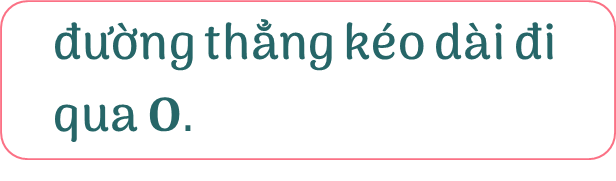 đường thẳng kéo dài đi
qua O.